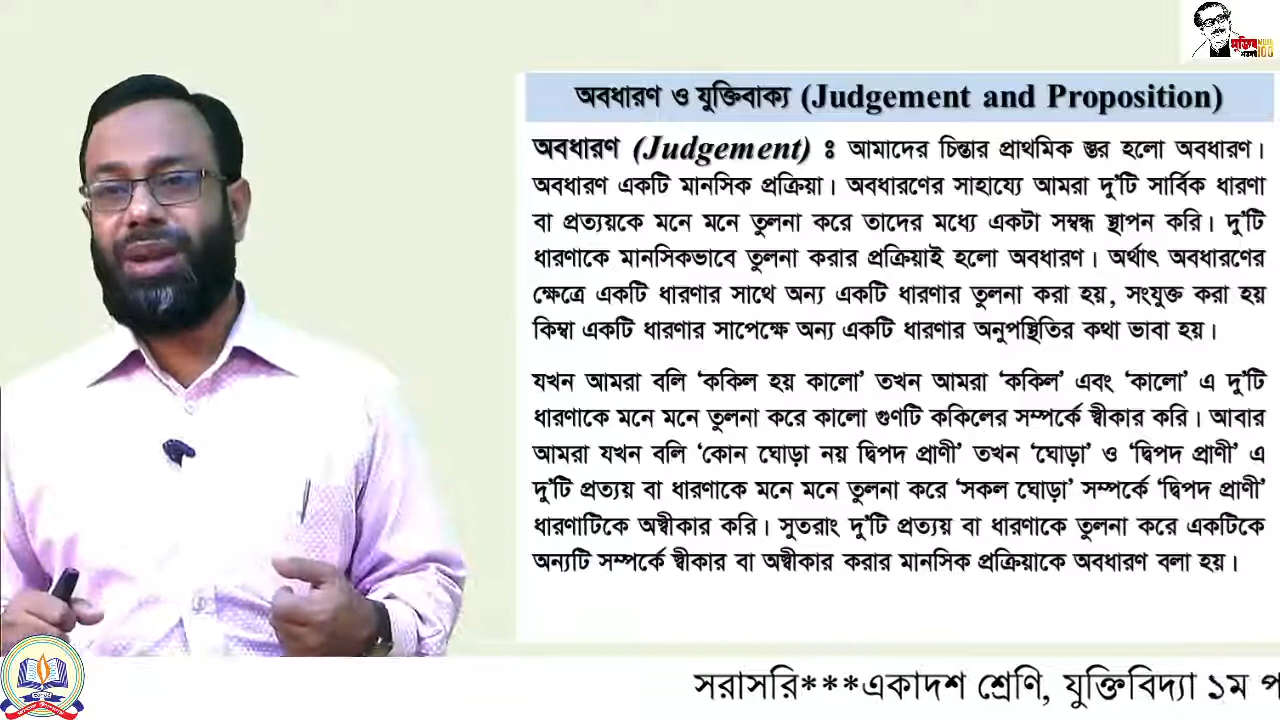 মুজিব
100
অবধারণ ও যুক্তিবাক্য (Judgement and Proposition)
অবধারণ (Judgement) ঃ আমাদের চিন্তার প্রাথমিক স্তর হলো অবধারণ।
অবধারণ একটি মানসিক প্রক্রিয়া। অবধারণের সাহায্যে আমরা দু'টি সার্বিক ধারণা
বা প্রত্যয়কে মনে মনে তুলনা করে তাদের মধ্যে একটা সম্বন্ধ স্থাপন করি। দু'টি
ধারণাকে মানসিকভাবে তুলনা করার প্রক্রিয়াই হলো অবধারণ। অর্থাৎ অবধারণের
ক্ষেত্রে একটি ধারণার সাথে অন্য একটি ধারণার তুলনা করা হয়, সংযুক্ত করা হয়
কিম্বা একটি ধারণার সাপেক্ষে অন্য একটি ধারণার অনুপস্থিতির কথা ভাবা হয়।
যখন আমরা বলি ‘ককিল হয় কালো’ তখন আমরা ‘ককিল’ এবং ‘কালো’ এ দু'টি
ধারণাকে মনে মনে তুলনা করে কালো গুণটি ককিলের সম্পর্কে স্বীকার করি। আবার
আমরা যখন বলি ‘কোন ঘোড়া নয় দ্বিপদ প্রাণী’ তখন ‘ঘোড়া’ ও ‘দ্বিপদ প্রাণী’ এ
দু'টি প্রত্যয় বা ধারণাকে মনে মনে তুলনা করে ‘সকল ঘোড়া’ সম্পর্কে ‘দ্বিপদ প্রাণী’
ধারণাটিকে অস্বীকার করি। সুতরাং দু'টি প্রত্যয় বা ধারণাকে তুলনা করে একটিকে
অন্যটি সম্পর্কে স্বীকার বা অস্বীকার করার মানসিক প্রক্রিয়াকে অবধারণ বলা হয়।
সরাসরি***একাদশ শ্রেণি, যুক্তিবিদ্যা ১ম প